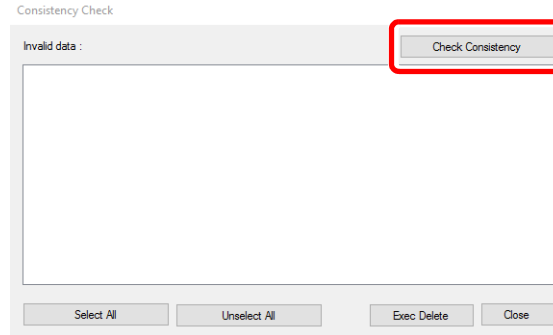 Consistency Check
Invalid data :
Check Consistency
Select All
Unselect All
Exec Delete
Close